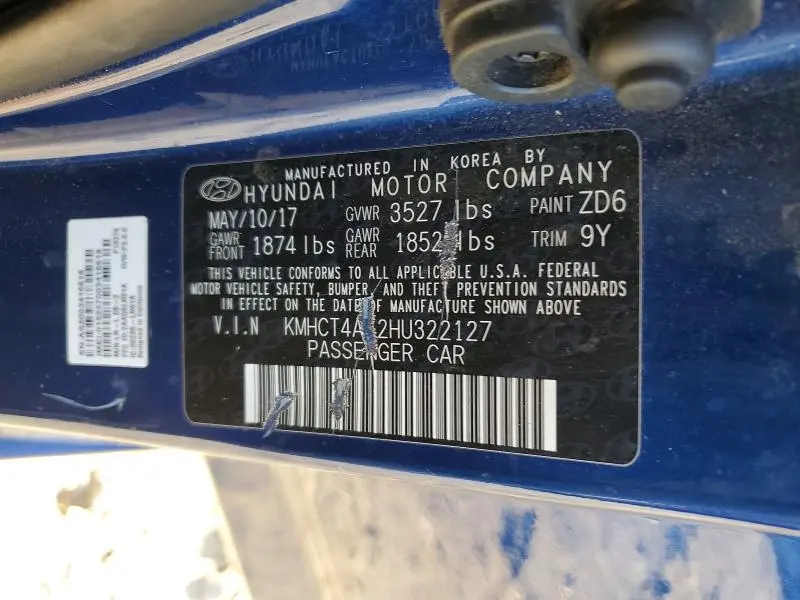 MANUFACTURED IN KOREA BY
HYUNDAI MOTOR COMPANY
MAY/10/17 GVWR 3527 lbs PAINT ZD6
GAWR FRONT 1874 lbs GAWR REAR 1852 lbs TRIM 9Y
THIS VEHICLE CONFORMS TO ALL APPLICABLE U.S.A. FEDERAL
MOTOR VEHICLE SAFETY, BUMPER, AND THEFT PREVENTION STANDARDS
IN EFFECT ON THE DATE OF MANUFACTURE SHOWN ABOVE
V.I.N
PASSENGER CAR